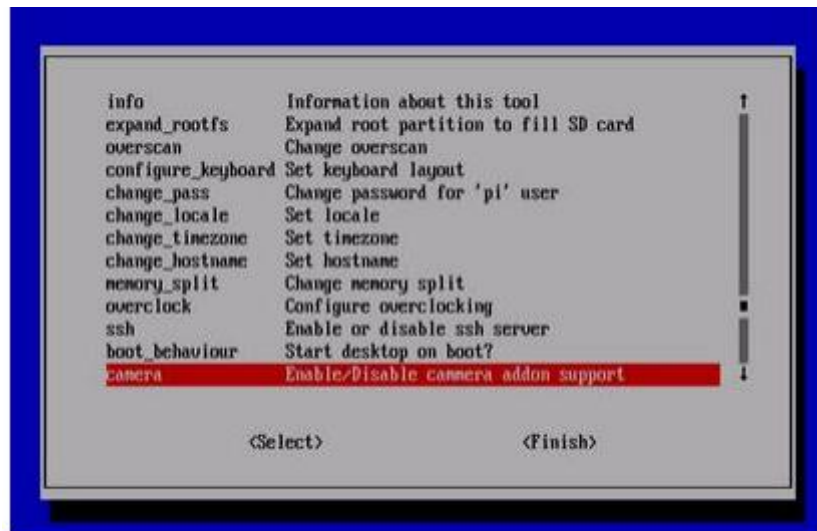 info Information about this tool
expand_rootfs Expand root partition to fill SD card
overscan Change overscan
configure_keyboard Set keyboard layout
change_pass Change password for 'pi' user
change_locale Set locale
change_timezone Set timezone
change_hostname Set hostname
memory_split Change memory split
overclock Configure overclocking
ssh Enable or disable ssh server
boot_behaviour Start desktop on boot?
camera Enable/Disable cammera addon support
<Select> <Finish>